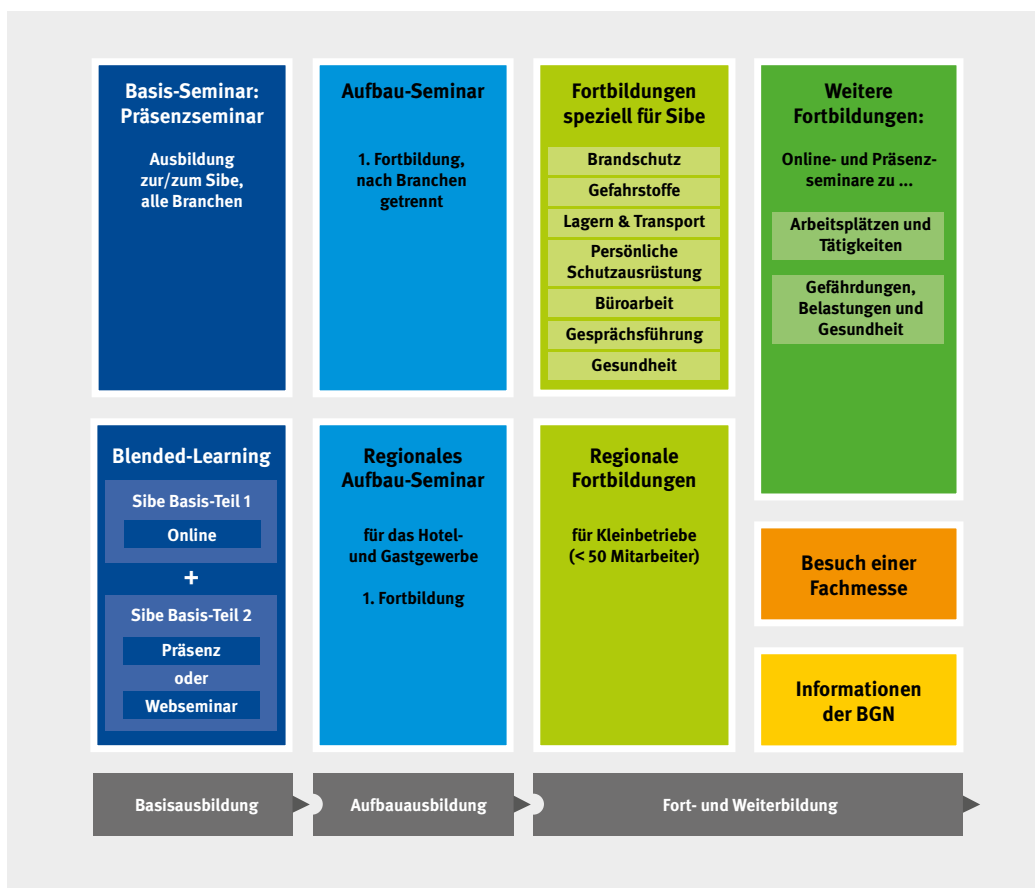 Basis-Seminar:
Präsenzseminar
Ausbildung
zur/zum Sibe,
alle Branchen
Aufbau-Seminar
1. Fortbildung,
nach Branchen
getrennt
Fortbildungen
speziell für Sibe
Brandschutz
Gefahrstoffe
Lagern & Transport
Persönliche
Schutzausrüstung
Büroarbeit
Gesprächsführung
Gesundheit
Weitere
Fortbildungen:
Online- und Präsenz-
seminare zu ...
Arbeitsplätzen und
Tätigkeiten
Gefährdungen,
Belastungen und
Gesundheit
Blended-Learning
Sibe Basis-Teil 1
Online
+
Sibe Basis-Teil 2
Präsenz
oder
Webseminar
Regionales
Aufbau-Seminar
für das Hotel-
und Gastgewerbe
1. Fortbildung
Regionale
Fortbildungen
für Kleinbetriebe
(< 50 Mitarbeiter)
Besuch einer
Fachmesse
Informationen
der BGN
Basisausbildung
Aufbauausbildung
Fort- und Weiterbildung